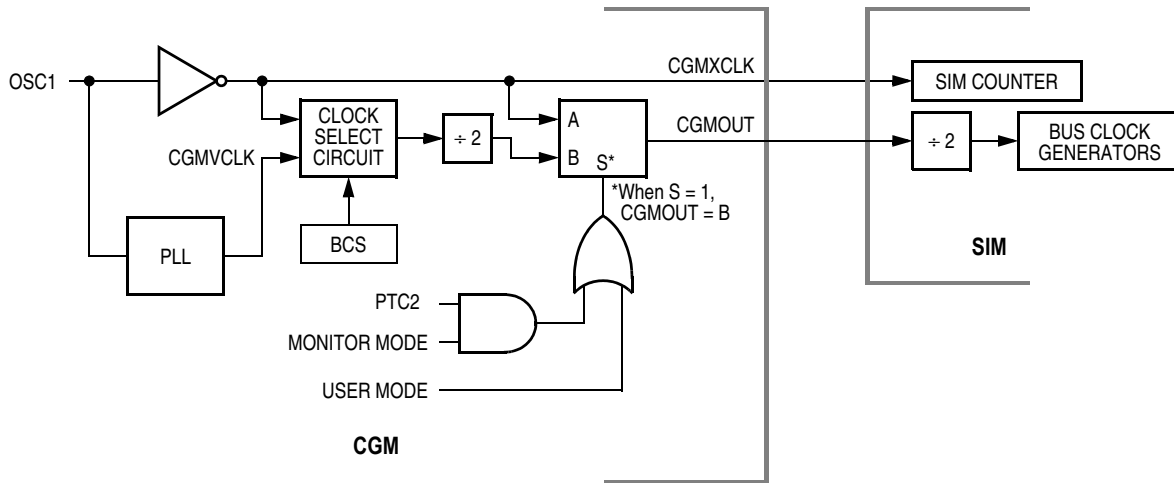 OSC1
CGMXCLK
SIM COUNTER
CLOCK
SELECT
CIRCUIT
÷ 2
A
B
S*
CGMOUT
÷ 2
BUS CLOCK
GENERATORS
CGMVCLK
*When S = 1,
CGMOUT = B
PLL
BCS
SIM
PTC2
MONITOR MODE
USER MODE
CGM